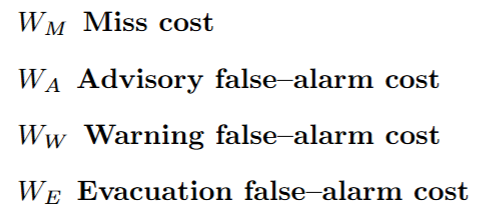 W_M Miss cost
W_A Advisory false–alarm cost
W_W Warning false–alarm cost
W_E Evacuation false–alarm cost